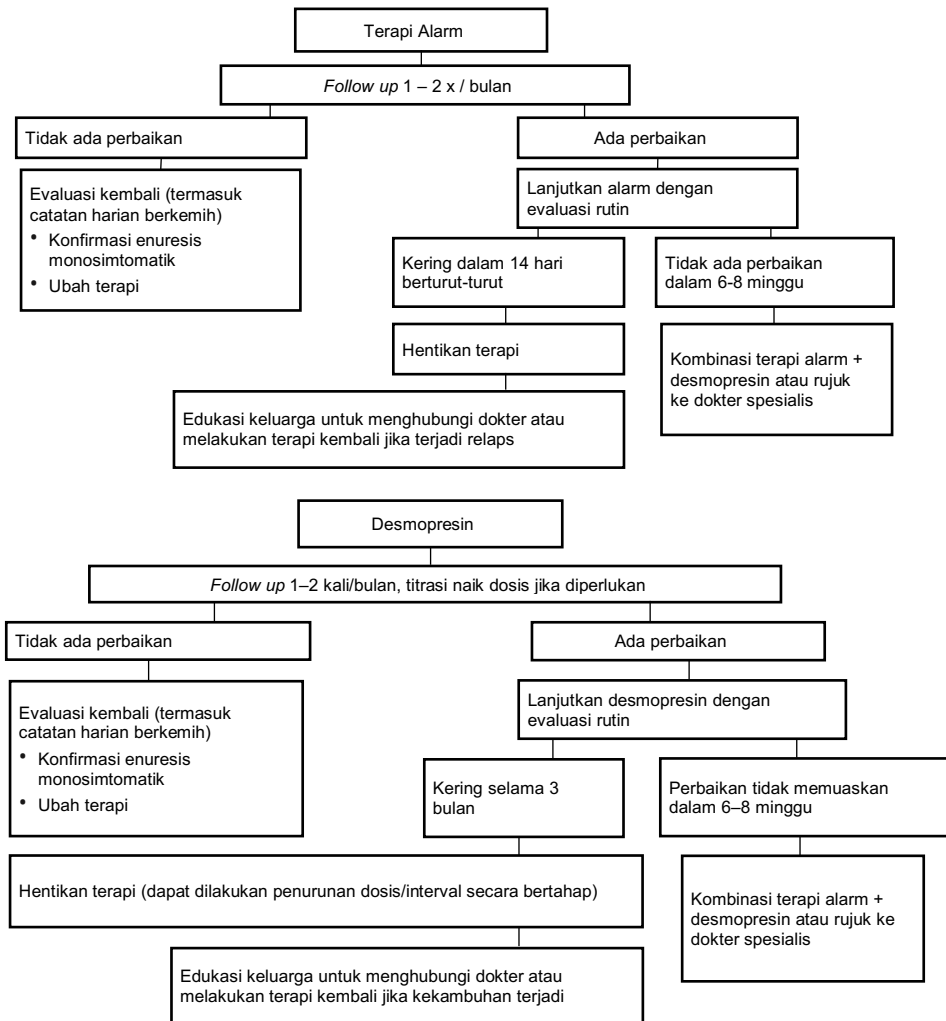 Terapi Alarm
Follow up 1 – 2 x / bulan
Tidak ada perbaikan
Ada perbaikan
Evaluasi kembali (termasuk
catatan harian berkemih)
• Konfirmasi enuresis
monosimtomatik
• Ubah terapi
Lanjutkan alarm dengan
evaluasi rutin
Kering dalam 14 hari
berturut-turut
Tidak ada perbaikan
dalam 6-8 minggu
Hentikan terapi
Kombinasi terapi alarm +
desmopresin atau rujuk
ke dokter spesialis
Edukasi keluarga untuk menghubungi dokter atau
melakukan terapi kembali jika terjadi relaps
Desmopresin
Follow up 1–2 kali/bulan, titrasi naik dosis jika diperlukan
Tidak ada perbaikan
Ada perbaikan
Evaluasi kembali (termasuk
catatan harian berkemih)
• Konfirmasi enuresis
monosimtomatik
• Ubah terapi
Lanjutkan desmopresin dengan
evaluasi rutin
Kering selama 3
bulan
Perbaikan tidak memuaskan
dalam 6–8 minggu
Hentikan terapi (dapat dilakukan penurunan dosis/interval secara bertahap)
Kombinasi terapi alarm +
desmopresin atau rujuk ke
dokter spesialis
Edukasi keluarga untuk menghubungi dokter atau
melakukan terapi kembali jika kekambuhan terjadi